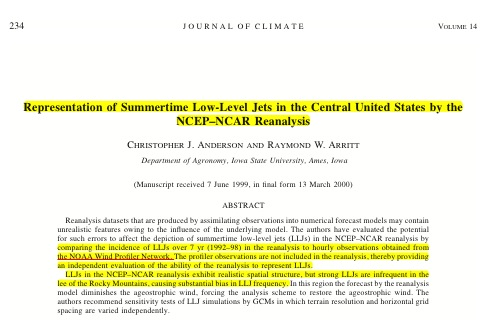 234
JOURNAL OF CLIMATE
VOLUME 14
Representation of Summertime Low-Level Jets in the Central United States by the
NCEP–NCAR Reanalysis
CHRISTOPHER J. ANDERSON AND RAYMOND W. ARRITT
Department of Agronomy, Iowa State University, Ames, Iowa
(Manuscript received 7 June 1999, in final form 13 March 2000)
ABSTRACT
Reanalysis datasets that are produced by assimilating observations into numerical forecast models may contain
unrealistic features owing to the influence of the underlying model. The authors have evaluated the potential
for such errors to affect the depiction of summertime low-level jets (LLJs) in the NCEP–NCAR reanalysis by
comparing the incidence of LLJs over 7 yr (1992–98) in the reanalysis to hourly observations obtained from
the NOAA Wind Profiler Network. The profiler observations are not included in the reanalysis, thereby providing
an independent evaluation of the ability of the reanalysis to represent LLJs.
LLJs in the NCEP–NCAR reanalysis exhibit realistic spatial structure, but strong LLJs are infrequent in the
lee of the Rocky Mountains, causing substantial bias in LLJ frequency. In this region the forecast by the reanalysis
model diminishes the ageostrophic wind, forcing the analysis scheme to restore the ageostrophic wind. The
authors recommend sensitivity tests of LLJ simulations by GCMs in which terrain resolution and horizontal grid
spacing are varied independently.